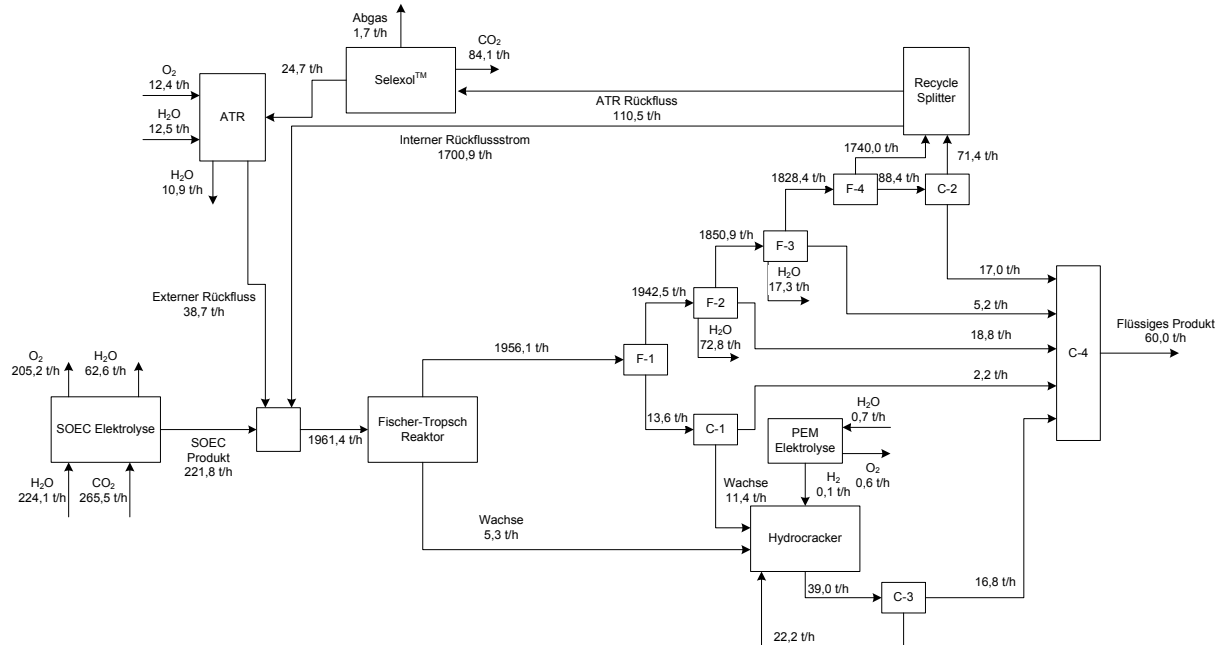 Abgas
1,7 t/h
CO₂
84,1 t/h
Selexol™
24,7 t/h
O₂
12,4 t/h
H₂O
12,5 t/h
ATR
H₂O
10,9 t/h
Recycle
Splitter
ATR Rückfluss
110,5 t/h
Interner Rückflussstrom
1700,9 t/h
1740,0 t/h
71,4 t/h
1828,4 t/h
F-4
88,4 t/h
C-2
1850,9 t/h
F-3
H₂O
17,3 t/h
17,0 t/h
Externer Rückfluss
38,7 t/h
1942,5 t/h
F-2
H₂O
72,8 t/h
5,2 t/h
18,8 t/h
C-4
Flüssiges Produkt
60,0 t/h
O₂
205,2 t/h
H₂O
62,6 t/h
1956,1 t/h
F-1
2,2 t/h
SOEC Elektrolyse
SOEC
Produkt
221,8 t/h
1961,4 t/h
Fischer-Tropsch
Reaktor
13,6 t/h
C-1
PEM
Elektrolyse
H₂O
0,7 t/h
O₂
0,6 t/h
H₂
0,1 t/h
H₂O
224,1 t/h
CO₂
265,5 t/h
Wachse
11,4 t/h
Wachse
5,3 t/h
Hydrocracker
39,0 t/h
C-3
16,8 t/h
22,2 t/h